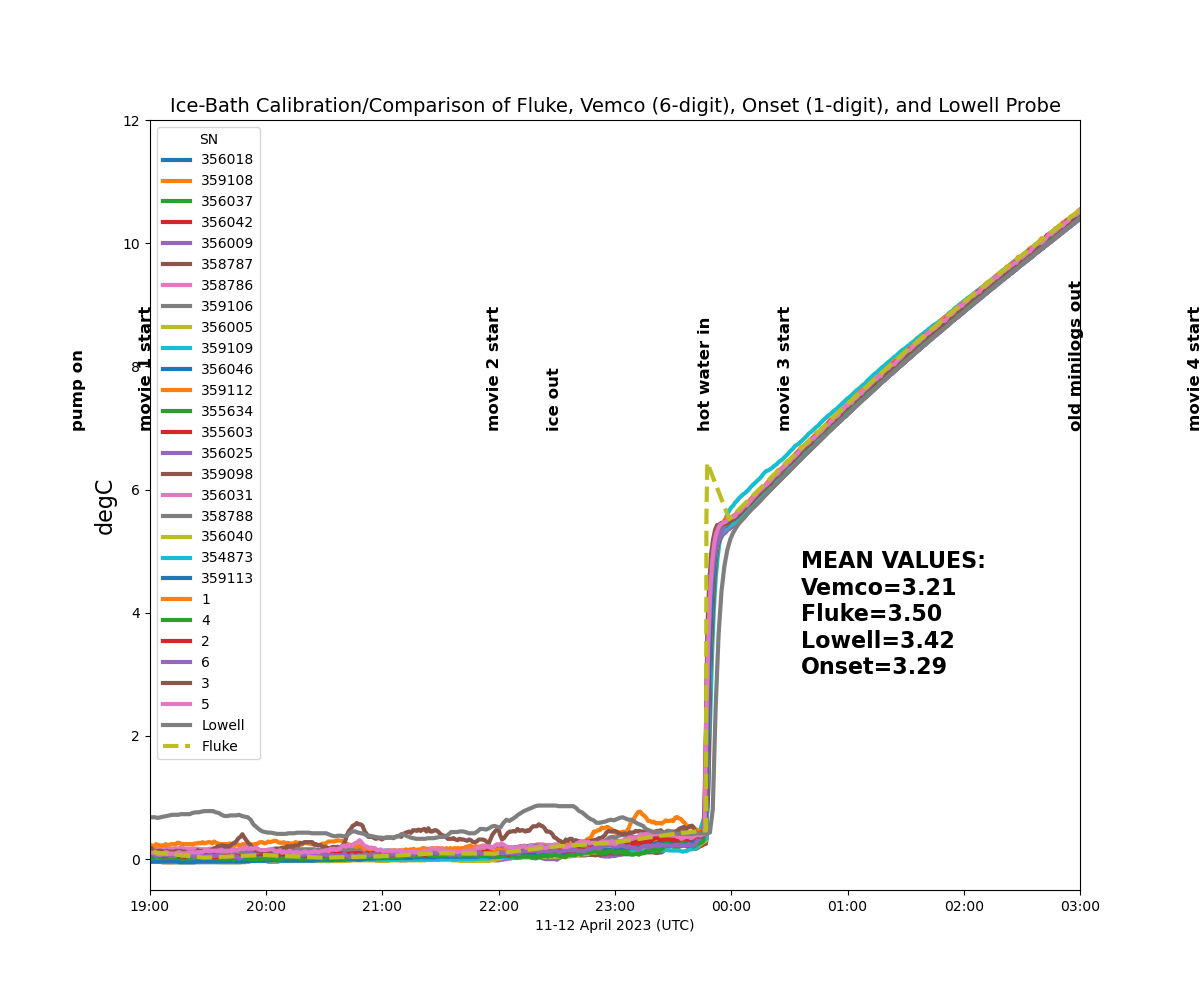 Ice-Bath Calibration/Comparison of Fluke, Vemco (6-digit), Onset (1-digit), and Lowell Probe
12
10
8
6
4
2
0
degC
SN
356018
359108
356037
356042
356009
358787
358786
359106
356005
359109
356046
359112
355634
355603
356025
359098
356031
358788
356040
354873
359113
1
4
2
6
3
5
Lowell
Fluke
pump on
movie 1 start
movie 2 start
ice out
hot water in
movie 3 start
old minilogs out
movie 4 start
MEAN VALUES:
Vemco=3.21
Fluke=3.50
Lowell=3.42
Onset=3.29
19:00
20:00
21:00
22:00
23:00
00:00
01:00
02:00
03:00
11-12 April 2023 (UTC)